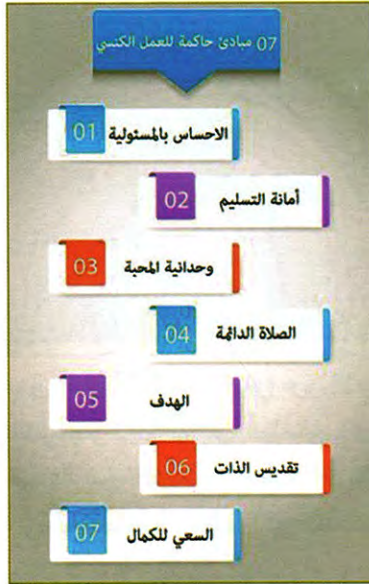 07 مبادئ حاكمة للعمل الكنسي
الاحساس بالمسئولية 01
أمانة التسليم 02
وحدانية المحبة 03
الصلاة الدائمة 04
الهدف 05
تقديس الذات 06
السعي للكمال 07